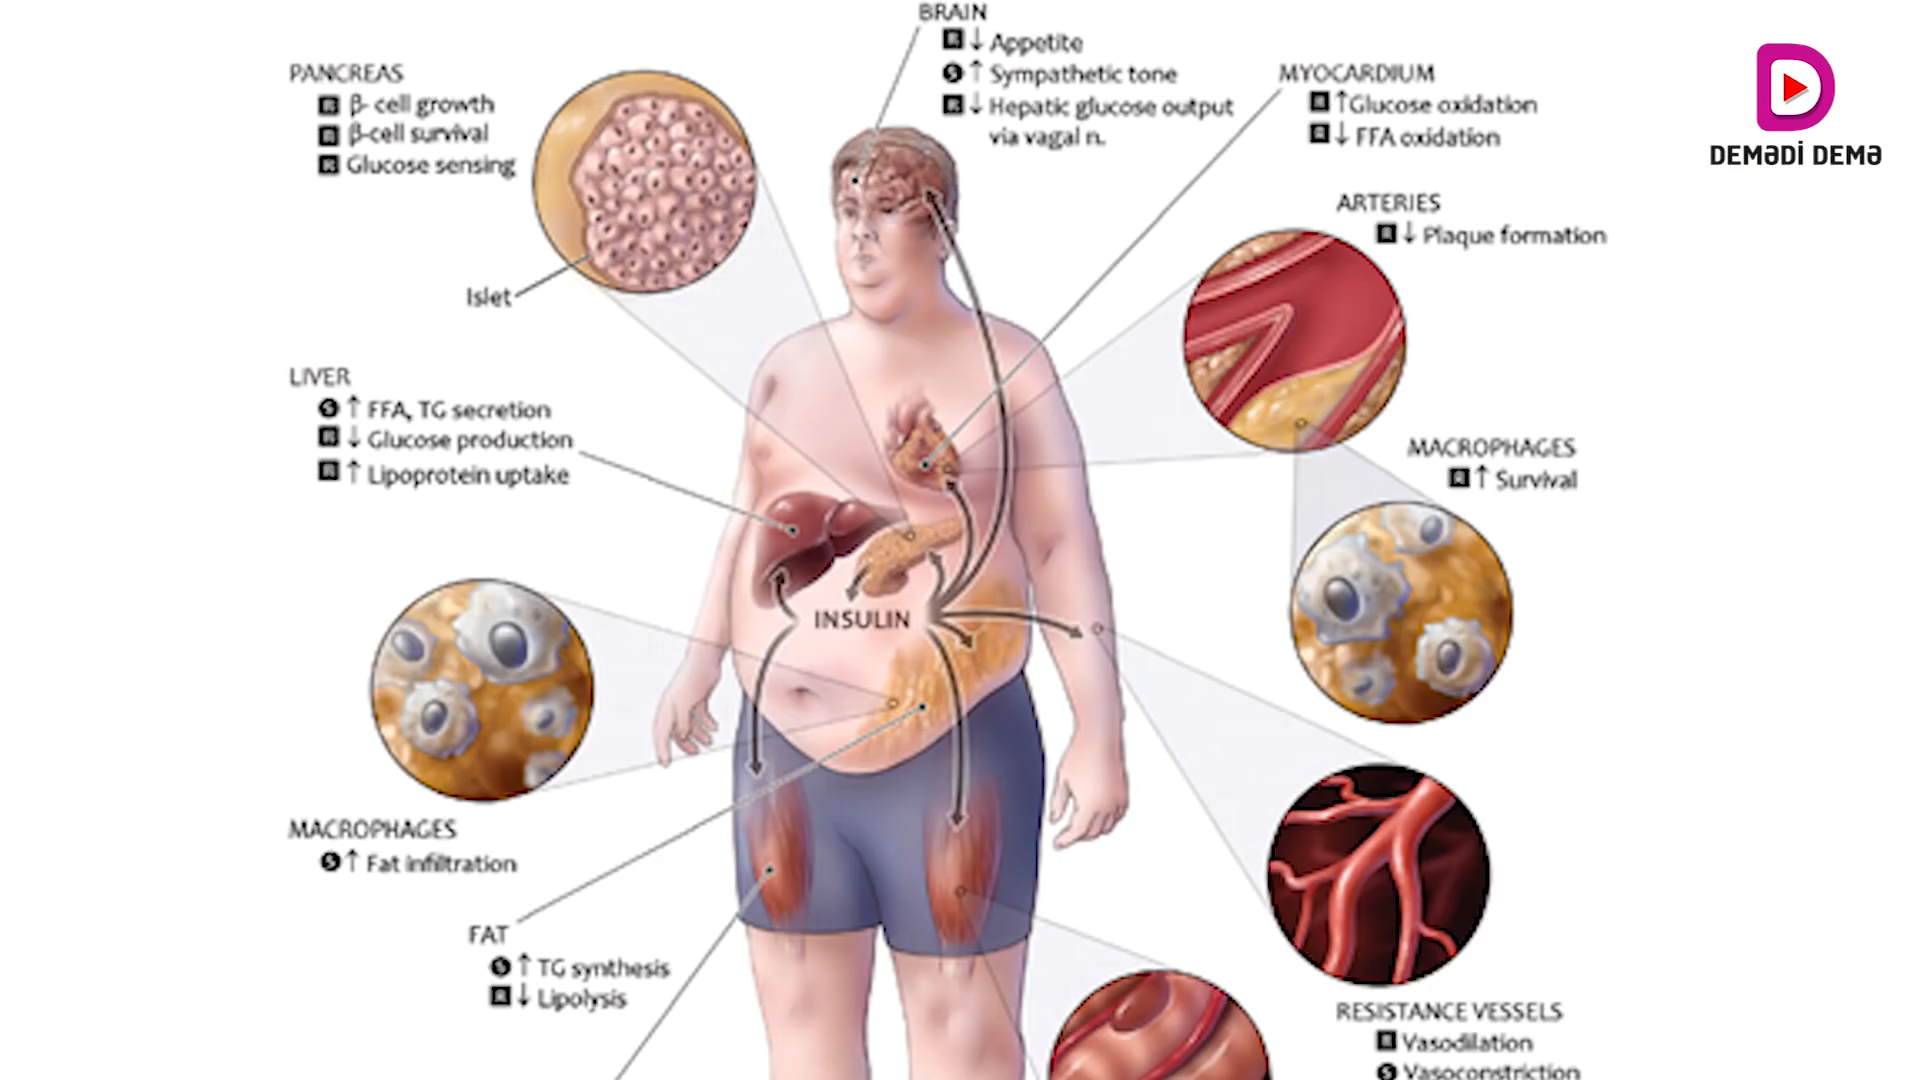 BRAIN
R ↓ Appetite
S ↑ Sympathetic tone
R ↓ Hepatic glucose output
via vagal n.
PANCREAS
R β- cell growth
R β-cell survival
R Glucose sensing
Islet
MYOCARDIUM
R ↑ Glucose oxidation
R ↓ FFA oxidation
DEMƏDİ DEMƏ
ARTERIES
R ↓ Plaque formation
LIVER
S ↑ FFA, TG secretion
R ↓ Glucose production
R ↑ Lipoprotein uptake
MACROPHAGES
R ↑ Survival
INSULIN
MACROPHAGES
S ↑ Fat infiltration
FAT
S ↑ TG synthesis
R ↓ Lipolysis
RESISTANCE VESSELS
R Vasodilation
S Vasoconstriction